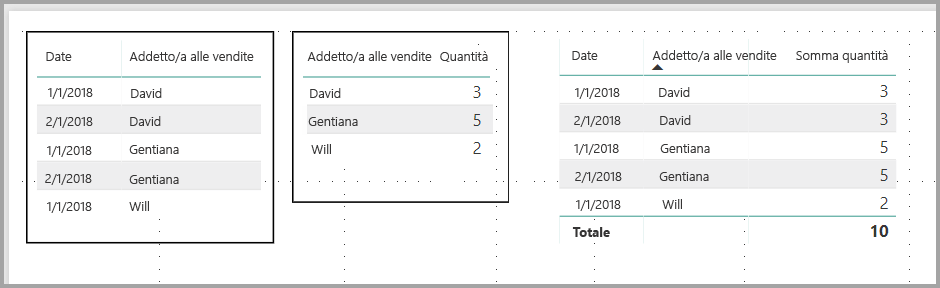 Date Addetto/a alle vendite
1/1/2018 David
2/1/2018 David
1/1/2018 Gentiana
2/1/2018 Gentiana
1/1/2018 Will
Addetto/a alle vendite Quantità
David 3
Gentiana 5
Will 2
Date Addetto/a alle vendite Somma quantità
1/1/2018 David 3
2/1/2018 David 3
1/1/2018 Gentiana 5
2/1/2018 Gentiana 5
1/1/2018 Will 2
Totale 10